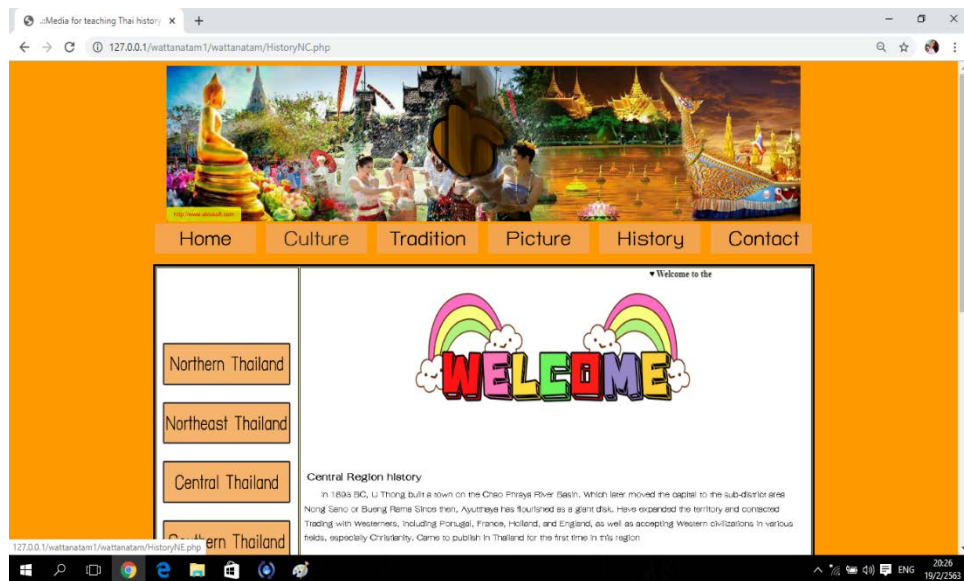 .::Media for teaching Thai history
127.0.0.1/wattanatam1/wattanatam/HistoryNC.php
Home Culture Tradition Picture History Contact
♥ Welcome to the
WELCOME
Northern Thailand
Northeast Thailand
Central Thailand
Southern Thailand
Central Region history
In 1893 BC, U Thong built a town on the Chao Phraya River Basin. Which later moved the capital to the sub-district area
Nong Sano or Bueng Rama Since then, Ayutthaya has flourished as a giant disk. Have expanded the territory and contacted
Trading with Westerners, including Portugal, France, Holland, and England, as well as accepting Western civilizations in various
fields, especially Christianity. Came to publish in Thailand for the first time in this region
127.0.0.1/wattanatam1/wattanatam/HistoryNE.php
ENG
20:26
19/2/2563